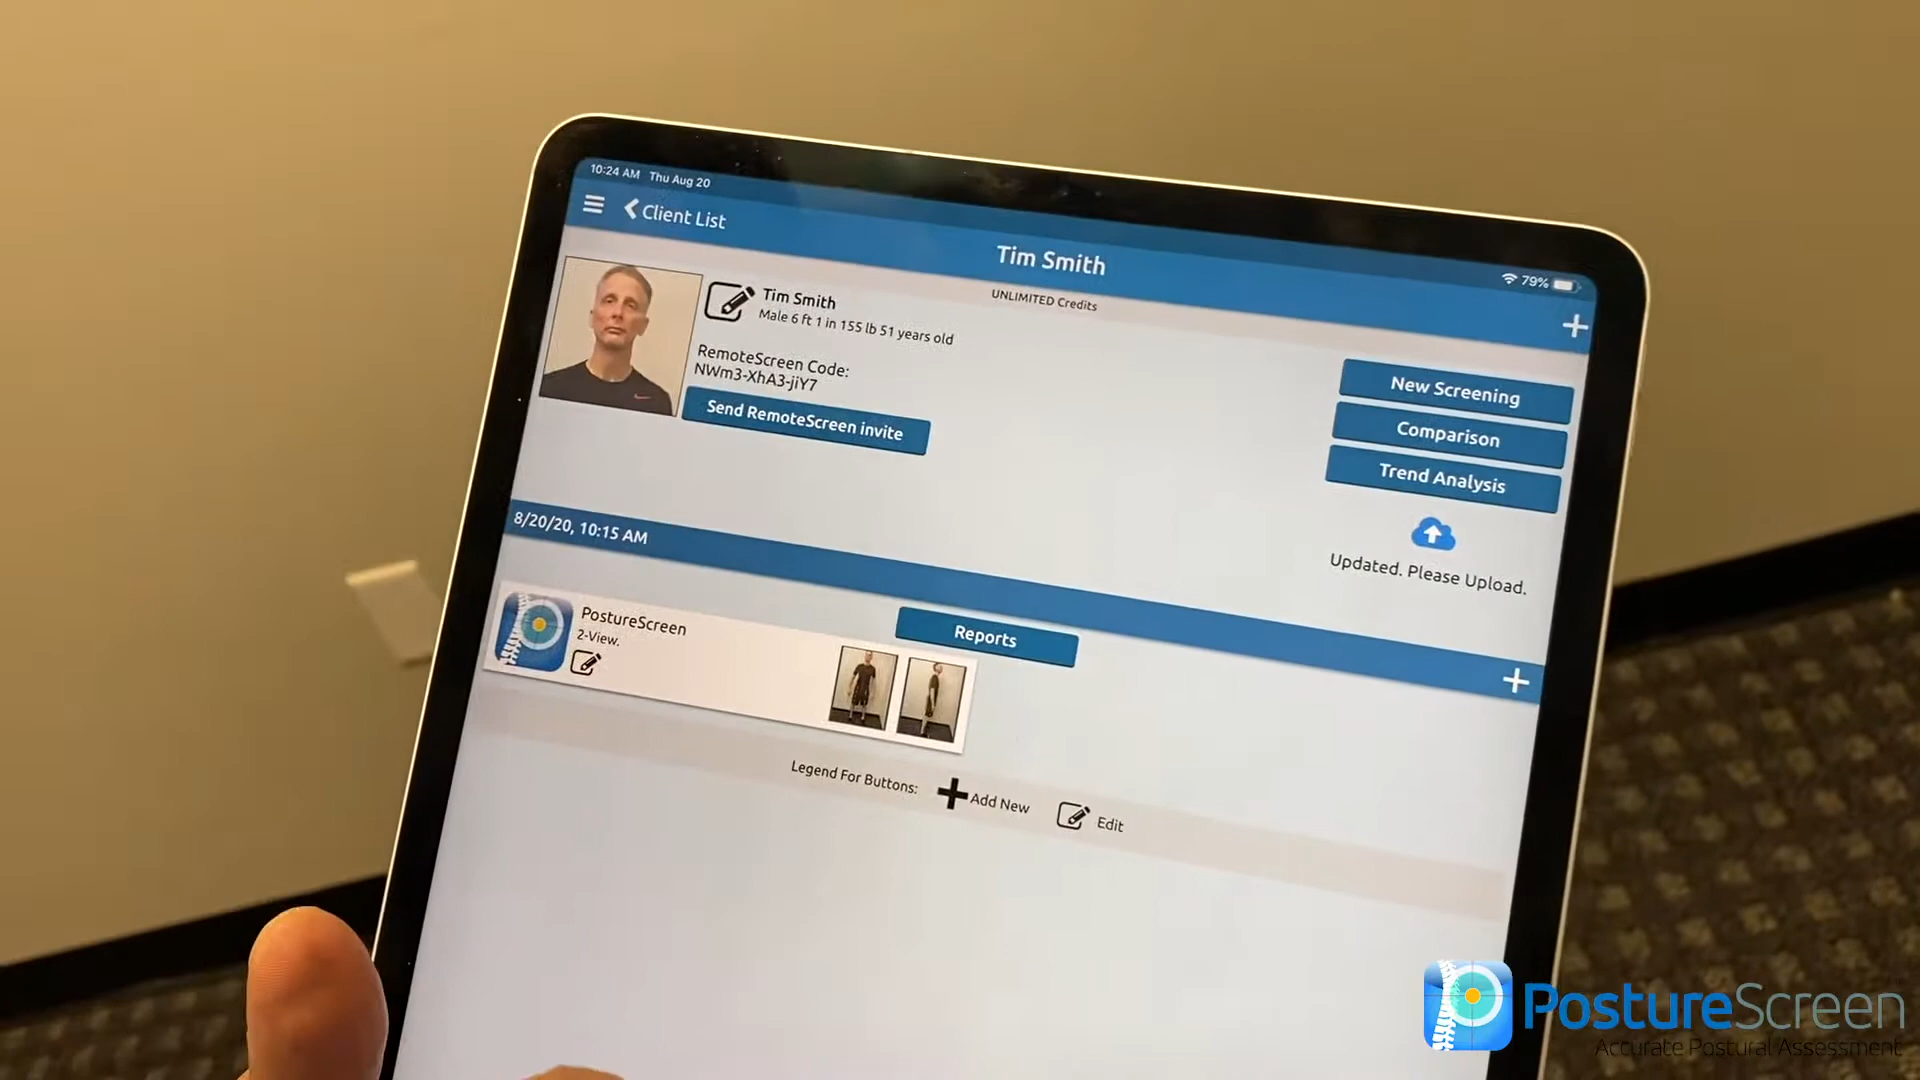 10:24 AM Thu Aug 20
79%
Client List
Tim Smith
UNLIMITED Credits
Tim Smith
Male 6 ft 1 in 155 lb 51 years old
RemoteScreen Code:
NWm3-XhA3-jiY7
Send RemoteScreen invite
New Screening
Comparison
Trend Analysis
Updated. Please Upload.
8/20/20, 10:15 AM
PostureScreen
2-View.
Reports
Legend For Buttons: Add New Edit
PostureScreen
Accurate Postural Assessment